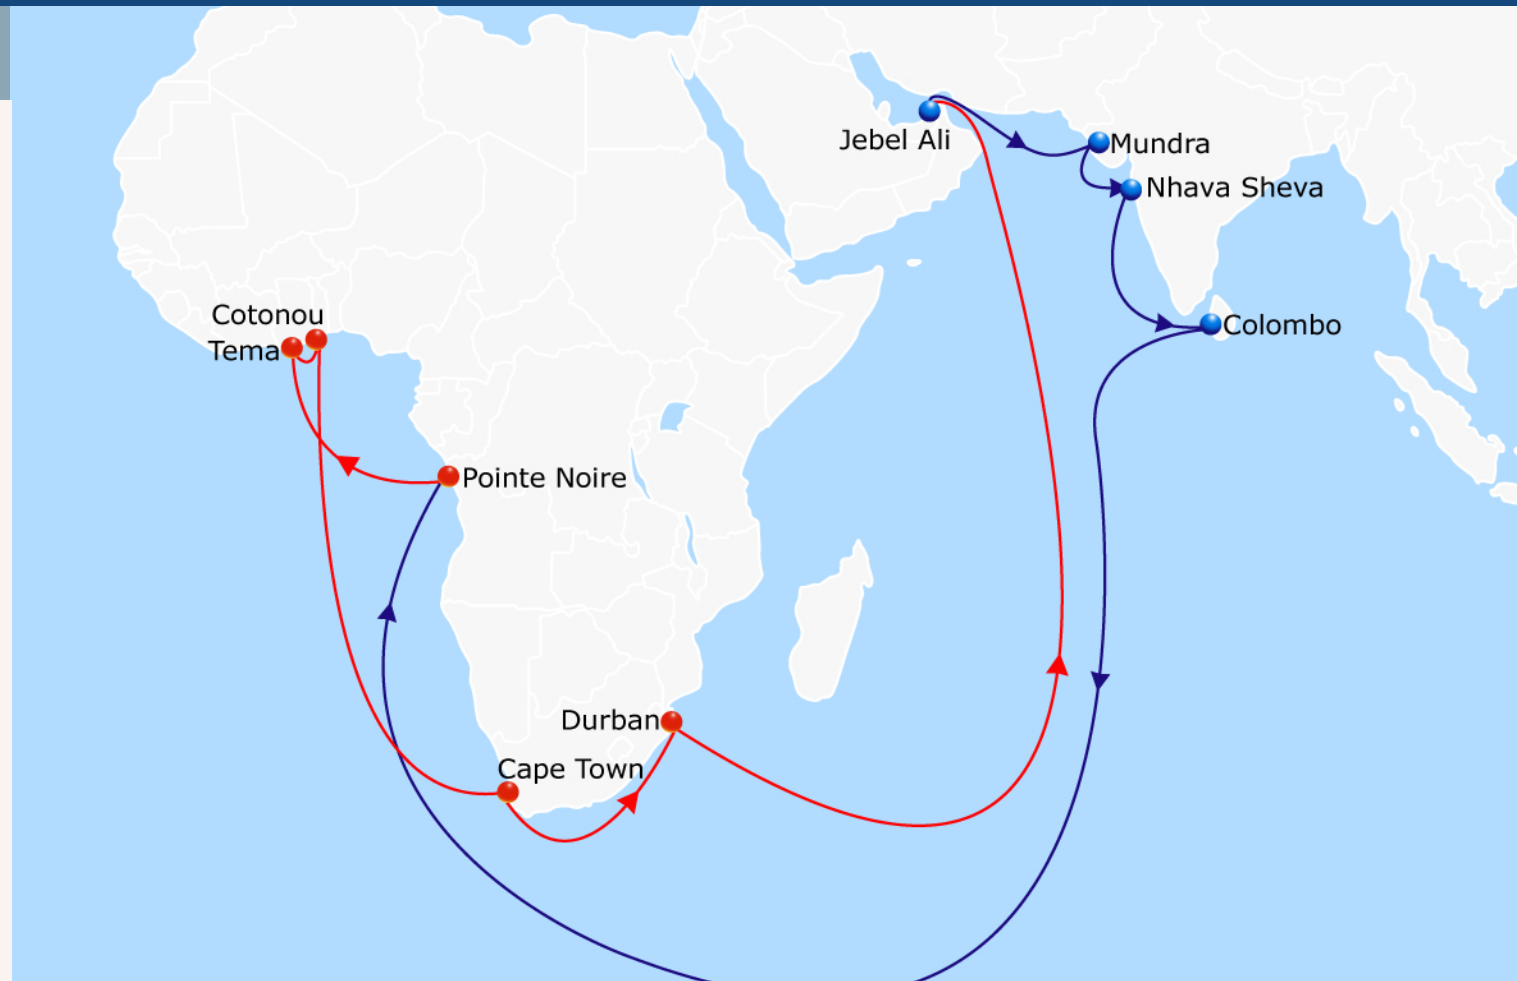 Jebel Ali
Mundra
Nhava Sheva
Cotonou
Tema
Colombo
Pointe Noire
Durban
Cape Town